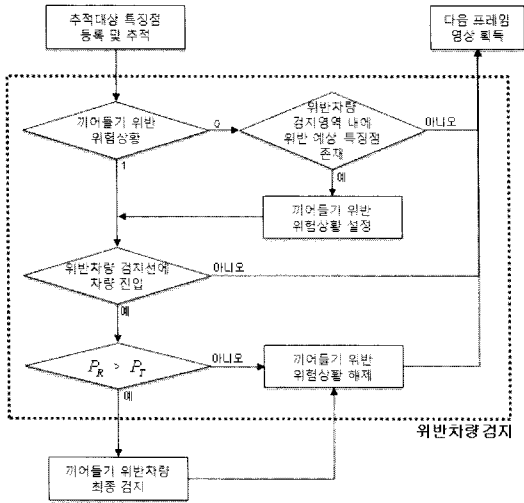 추적대상 특징점
등록 및 추적
다음 프레임
영상 획득
끼어들기 위반
위험상황
0
1
위반차량
검지영역 내에
위반 예상 특징점
존재
아니오
예
끼어들기 위반
위험상황 설정
위반차량 검지선에
차량 진입
아니오
예
P_R > P_T
아니오
예
끼어들기 위반
위험상황 해제
위반차량 검지
끼어들기 위반차량
최종 검지